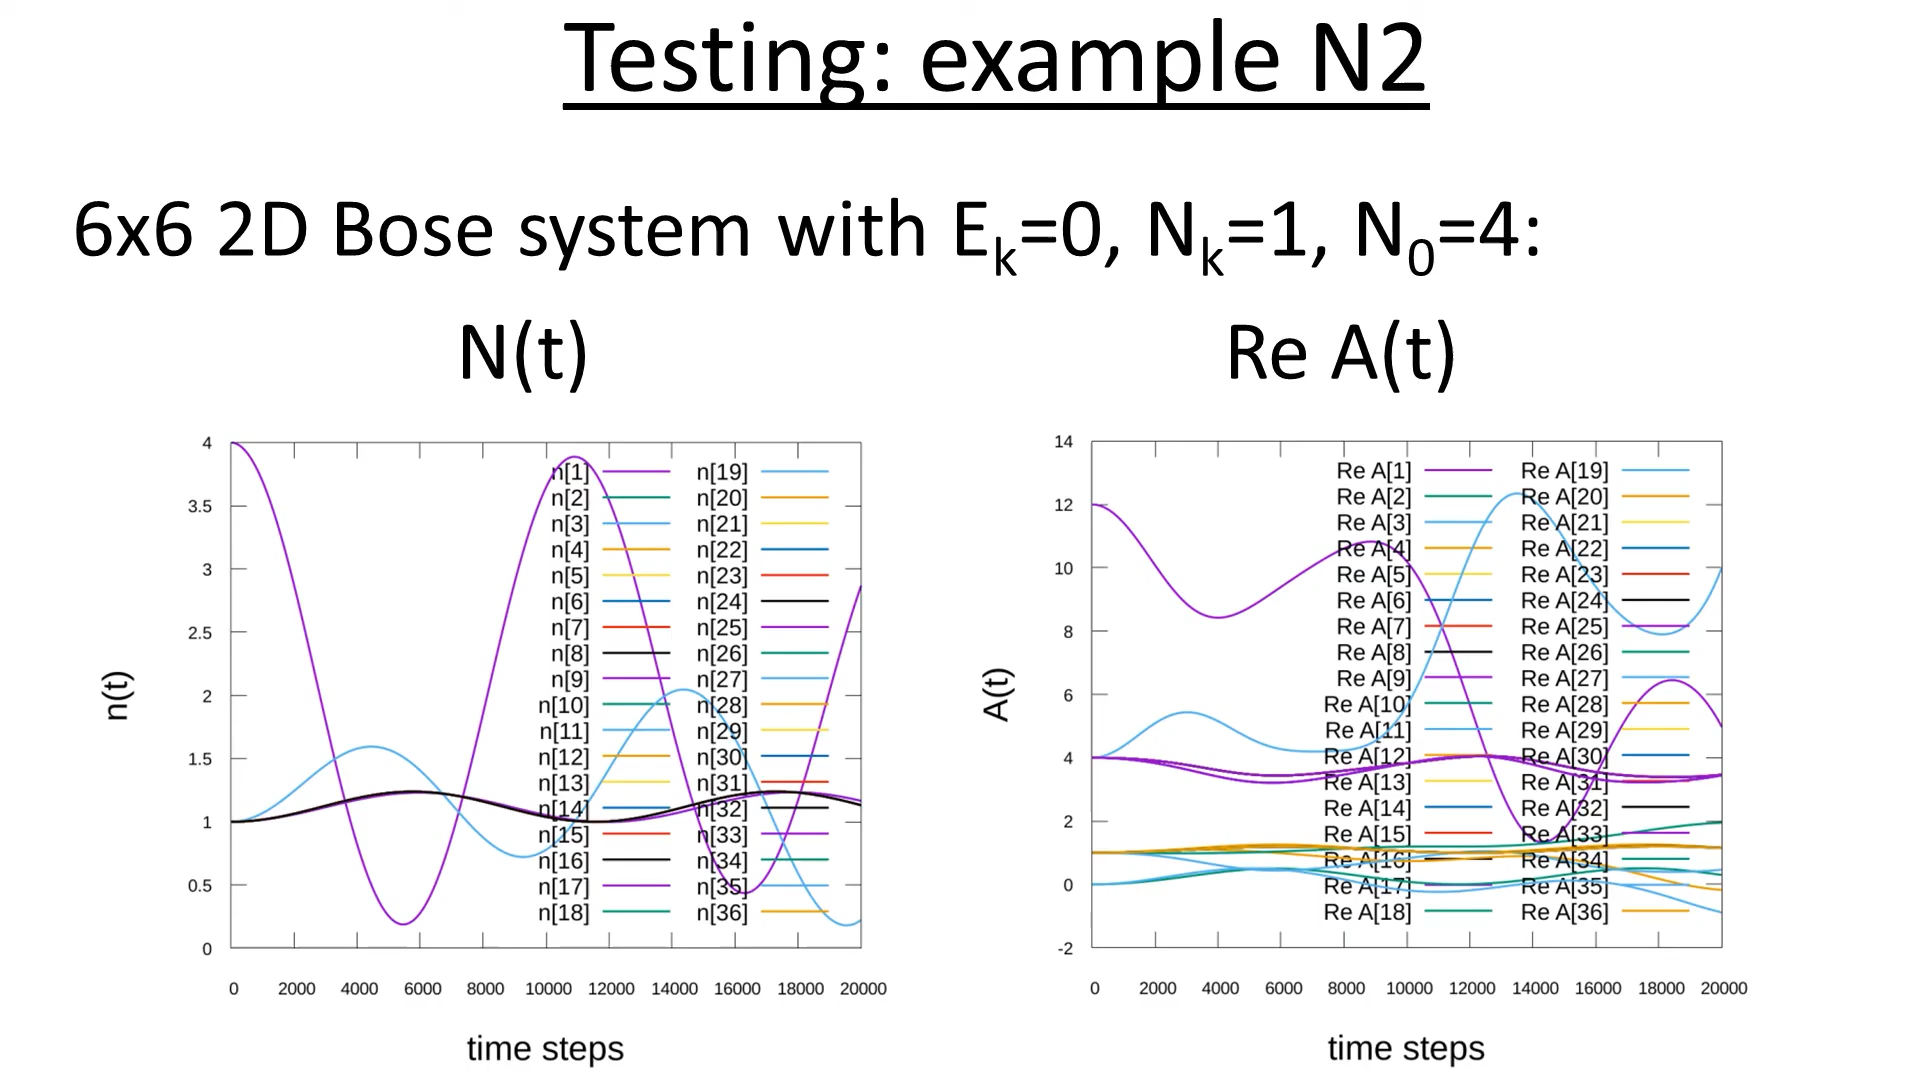 Testing: example N2
6x6 2D Bose system with Ek=0, Nk=1, N0=4:
N(t)
Re A(t)
4
3.5
3
2.5
2
1.5
1
0.5
0
n(t)
n[1]
n[2]
n[3]
n[4]
n[5]
n[6]
n[7]
n[8]
n[9]
n[10]
n[11]
n[12]
n[13]
n[14]
n[15]
n[16]
n[17]
n[18]
n[19]
n[20]
n[21]
n[22]
n[23]
n[24]
n[25]
n[26]
n[27]
n[28]
n[29]
n[30]
n[31]
n[32]
n[33]
n[34]
n[35]
n[36]
0 2000 4000 6000 8000 10000 12000 14000 16000 18000 20000
time steps
14
12
10
8
6
4
2
0
-2
A(t)
Re A[1]
Re A[2]
Re A[3]
Re A[4]
Re A[5]
Re A[6]
Re A[7]
Re A[8]
Re A[9]
Re A[10]
Re A[11]
Re A[12]
Re A[13]
Re A[14]
Re A[15]
Re A[16]
Re A[17]
Re A[18]
Re A[19]
Re A[20]
Re A[21]
Re A[22]
Re A[23]
Re A[24]
Re A[25]
Re A[26]
Re A[27]
Re A[28]
Re A[29]
Re A[30]
Re A[31]
Re A[32]
Re A[33]
Re A[34]
Re A[35]
Re A[36]
0 2000 4000 6000 8000 10000 12000 14000 16000 18000 20000
time steps